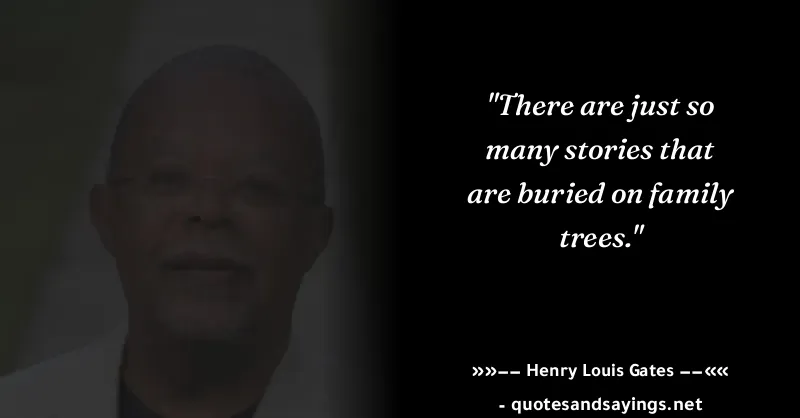 "There are just so
many stories that
are buried on family
trees."
»»−− Henry Louis Gates −−««
- quotesandsayings.net